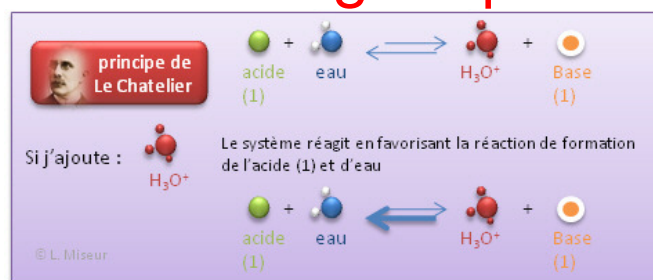 principe de
Le Chatelier
+
+
acide
(1)
eau
H₃O⁺
Base
(1)
Si j'ajoute :
H₃O⁺
Le système réagit en favorisant la réaction de formation
de l'acide (1) et d'eau
+
+
acide
(1)
eau
H₃O⁺
Base
(1)
© L. Miseur